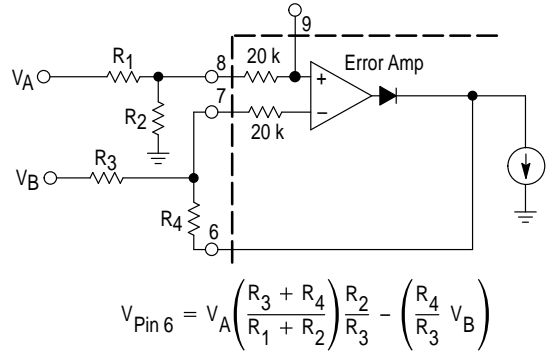 9
R1
8
20 k
Error Amp
VA
+
7
R2
20 k
−
R3
VB
R4
6
V Pin 6 = VA((R3 + R4)/(R1 + R2)) R2/R3 − (R4/R3 VB)